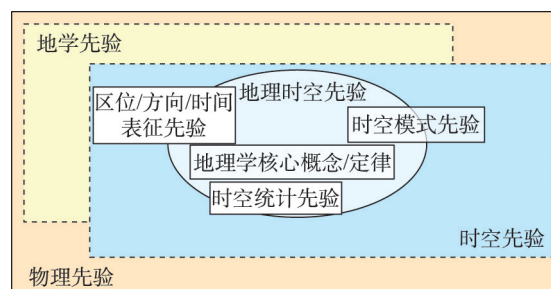 地学先验
区位/方向/时间
表征先验
地理时空先验
时空模式先验
地理学核心概念/定律
时空统计先验
时空先验
物理先验